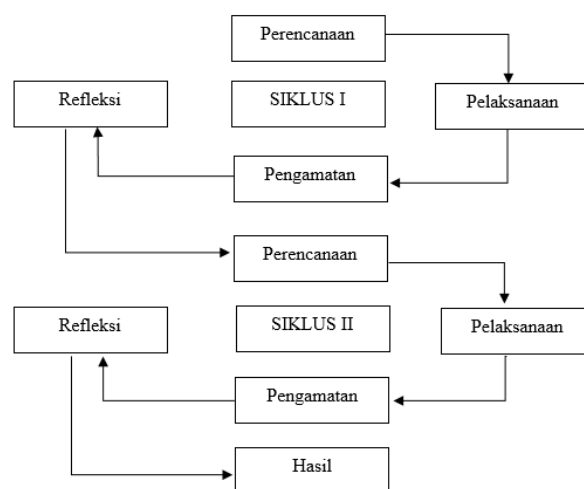 Perencanaan
Refleksi
SIKLUS I
Pelaksanaan
Pengamatan
Perencanaan
Refleksi
SIKLUS II
Pelaksanaan
Pengamatan
Hasil